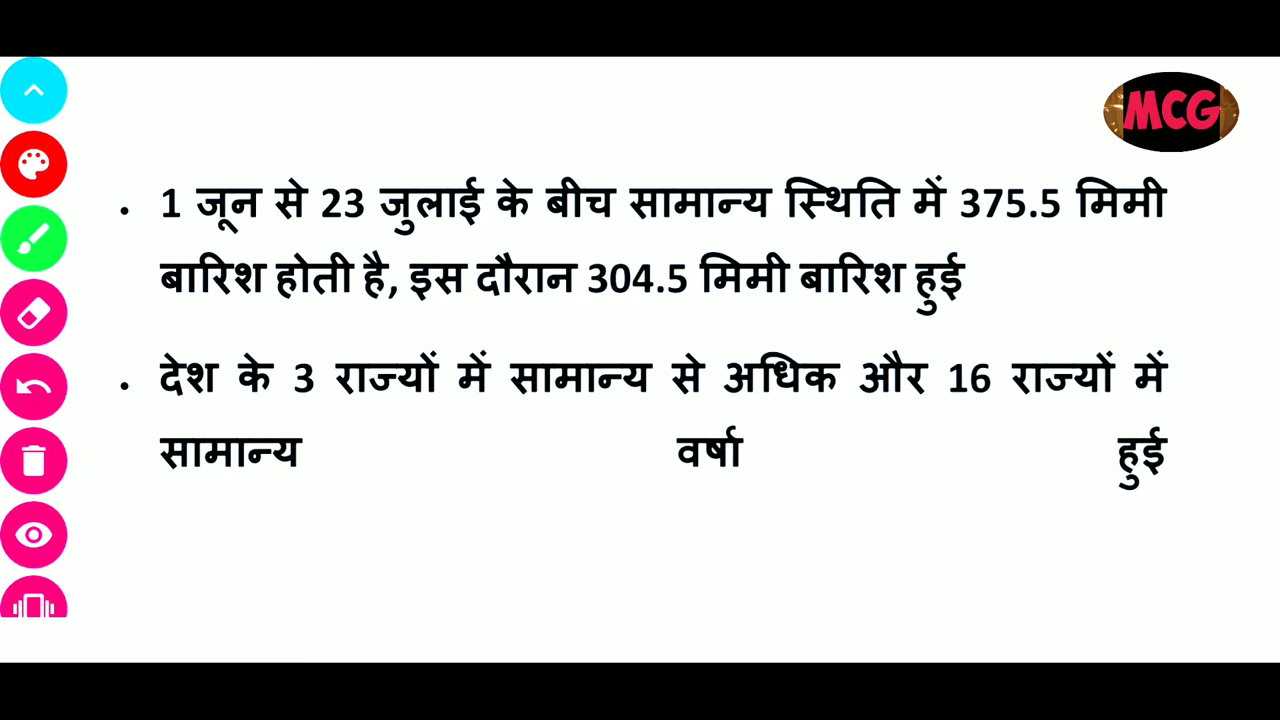 MCG
• 1 जून से 23 जुलाई के बीच सामान्य स्थिति में 375.5 मिमी
बारिश होती है, इस दौरान 304.5 मिमी बारिश हुई
• देश के 3 राज्यों में सामान्य से अधिक और 16 राज्यों में
सामान्य वर्षा हुई